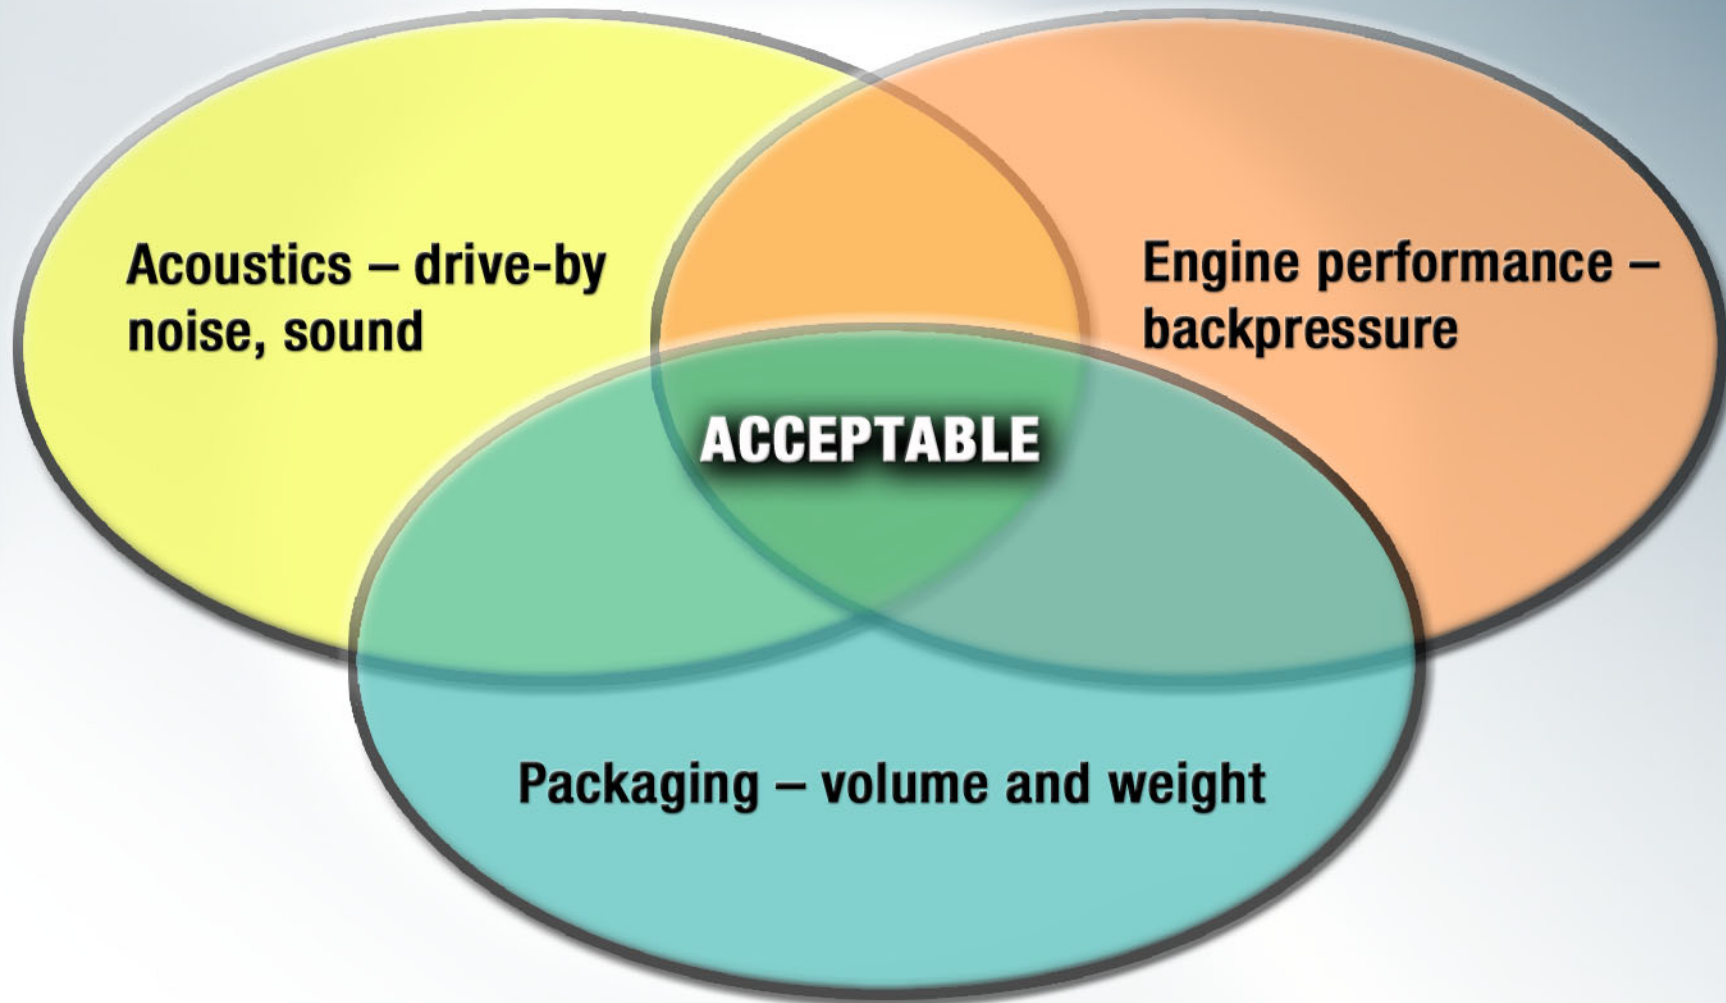 Acoustics – drive-by
noise, sound
Engine performance –
backpressure
ACCEPTABLE
Packaging – volume and weight